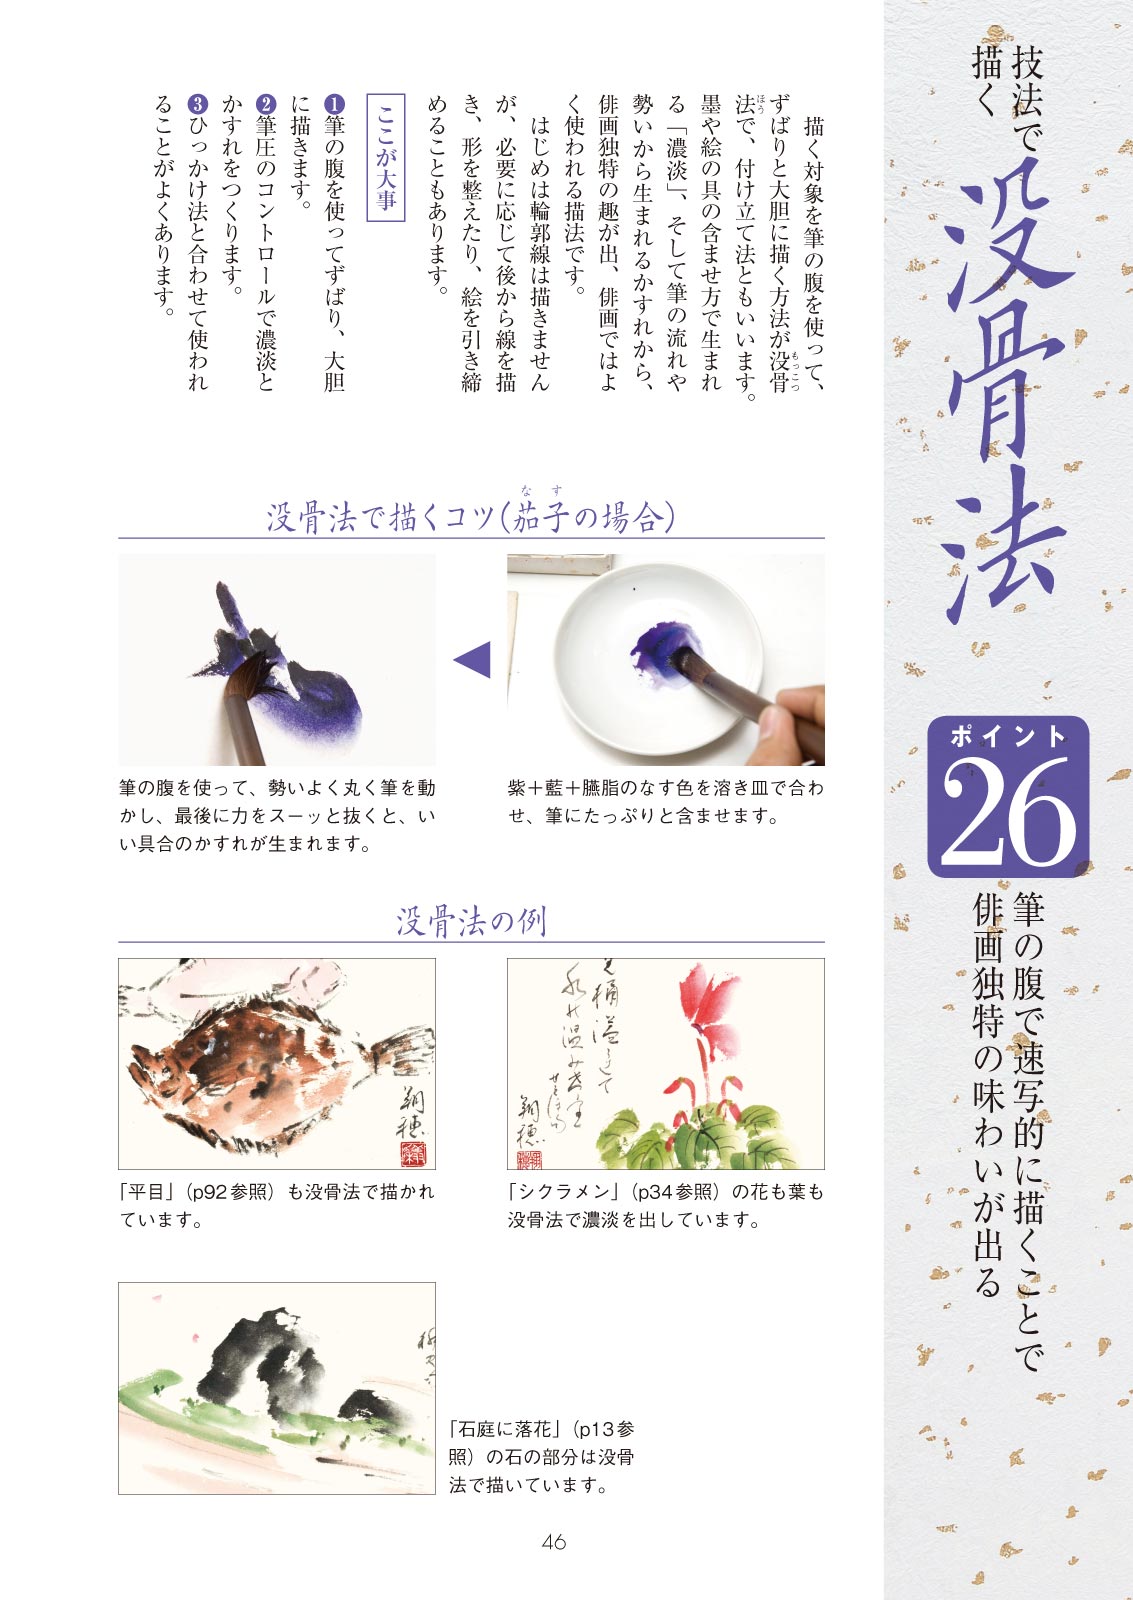 技法で
描く
没骨法
ポイント
26
筆の腹で速写的に描くことで
俳画独特の味わいが出る
描く対象を筆の腹を使って、
ずばりと大胆に描く方法が没骨
もっこつ
法で、付け立て法ともいいます。
ほう
墨や絵の具の含ませ方で生まれ
る「濃淡」、そして筆の流れや
勢いから生まれるかすれから、
俳画独特の趣が出、俳画ではよ
く使われる描法です。
はじめは輪郭線は描きません
が、必要に応じて後から線を描
き、形を整えたり、絵を引き締
めることもあります。
ここが大事
❶筆の腹を使ってずばり、大胆
に描きます。
❷筆圧のコントロールで濃淡と
かすれをつくります。
❸ひっかけ法と合わせて使われ
ることがよくあります。
なす
没骨法で描くコツ(茄子の場合)
紫＋藍＋臙脂のなす色を溶き皿で合わ
せ、筆にたっぷりと含ませます。
筆の腹を使って、勢いよく丸く筆を動
かし、最後に力をスーッと抜くと、い
い具合のかすれが生まれます。
没骨法の例
翔穂
「シクラメン」（p34参照）の花も葉も
没骨法で濃淡を出しています。
翔穂
「平目」（p92参照）も没骨法で描かれ
ています。
「石庭に落花」（p13参
照）の石の部分は没骨
法で描いています。
46